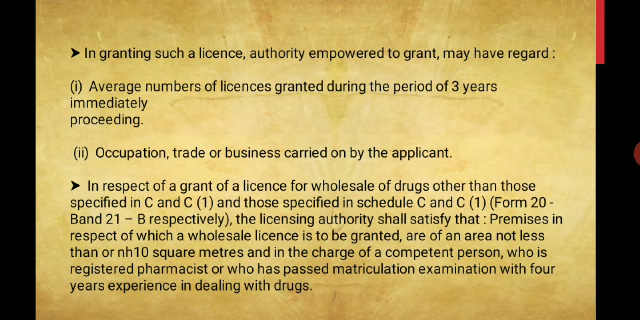 ➤ In granting such a licence, authority empowered to grant, may have regard :
(i) Average numbers of licences granted during the period of 3 years
immediately
proceeding.
(ii) Occupation, trade or business carried on by the applicant.
➤ In respect of a grant of a licence for wholesale of drugs other than those
specified in C and C (1) and those specified in schedule C and C (1) (Form 20 -
Band 21 – B respectively), the licensing authority shall satisfy that : Premises in
respect of which a wholesale licence is to be granted, are of an area not less
than or nh10 square metres and in the charge of a competent person, who is
registered pharmacist or who has passed matriculation examination with four
years experience in dealing with drugs.